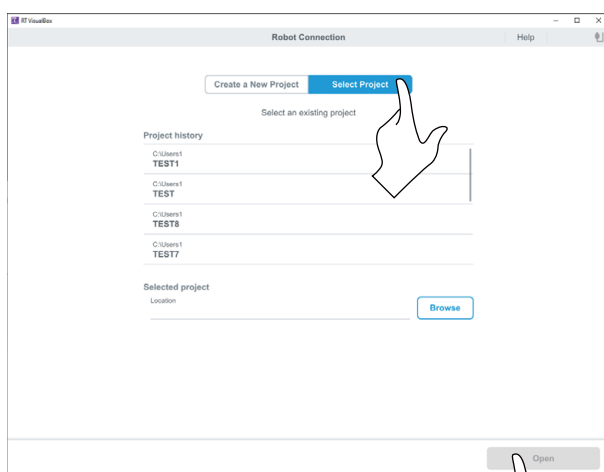 RT VisualBox
Robot Connection
Help
Create a New Project
Select Project
Select an existing project
Project history
C:\Users1
TEST1
C:\Users1
TEST
C:\Users1
TEST8
C:\Users1
TEST7
Selected project
Location
Browse
Open